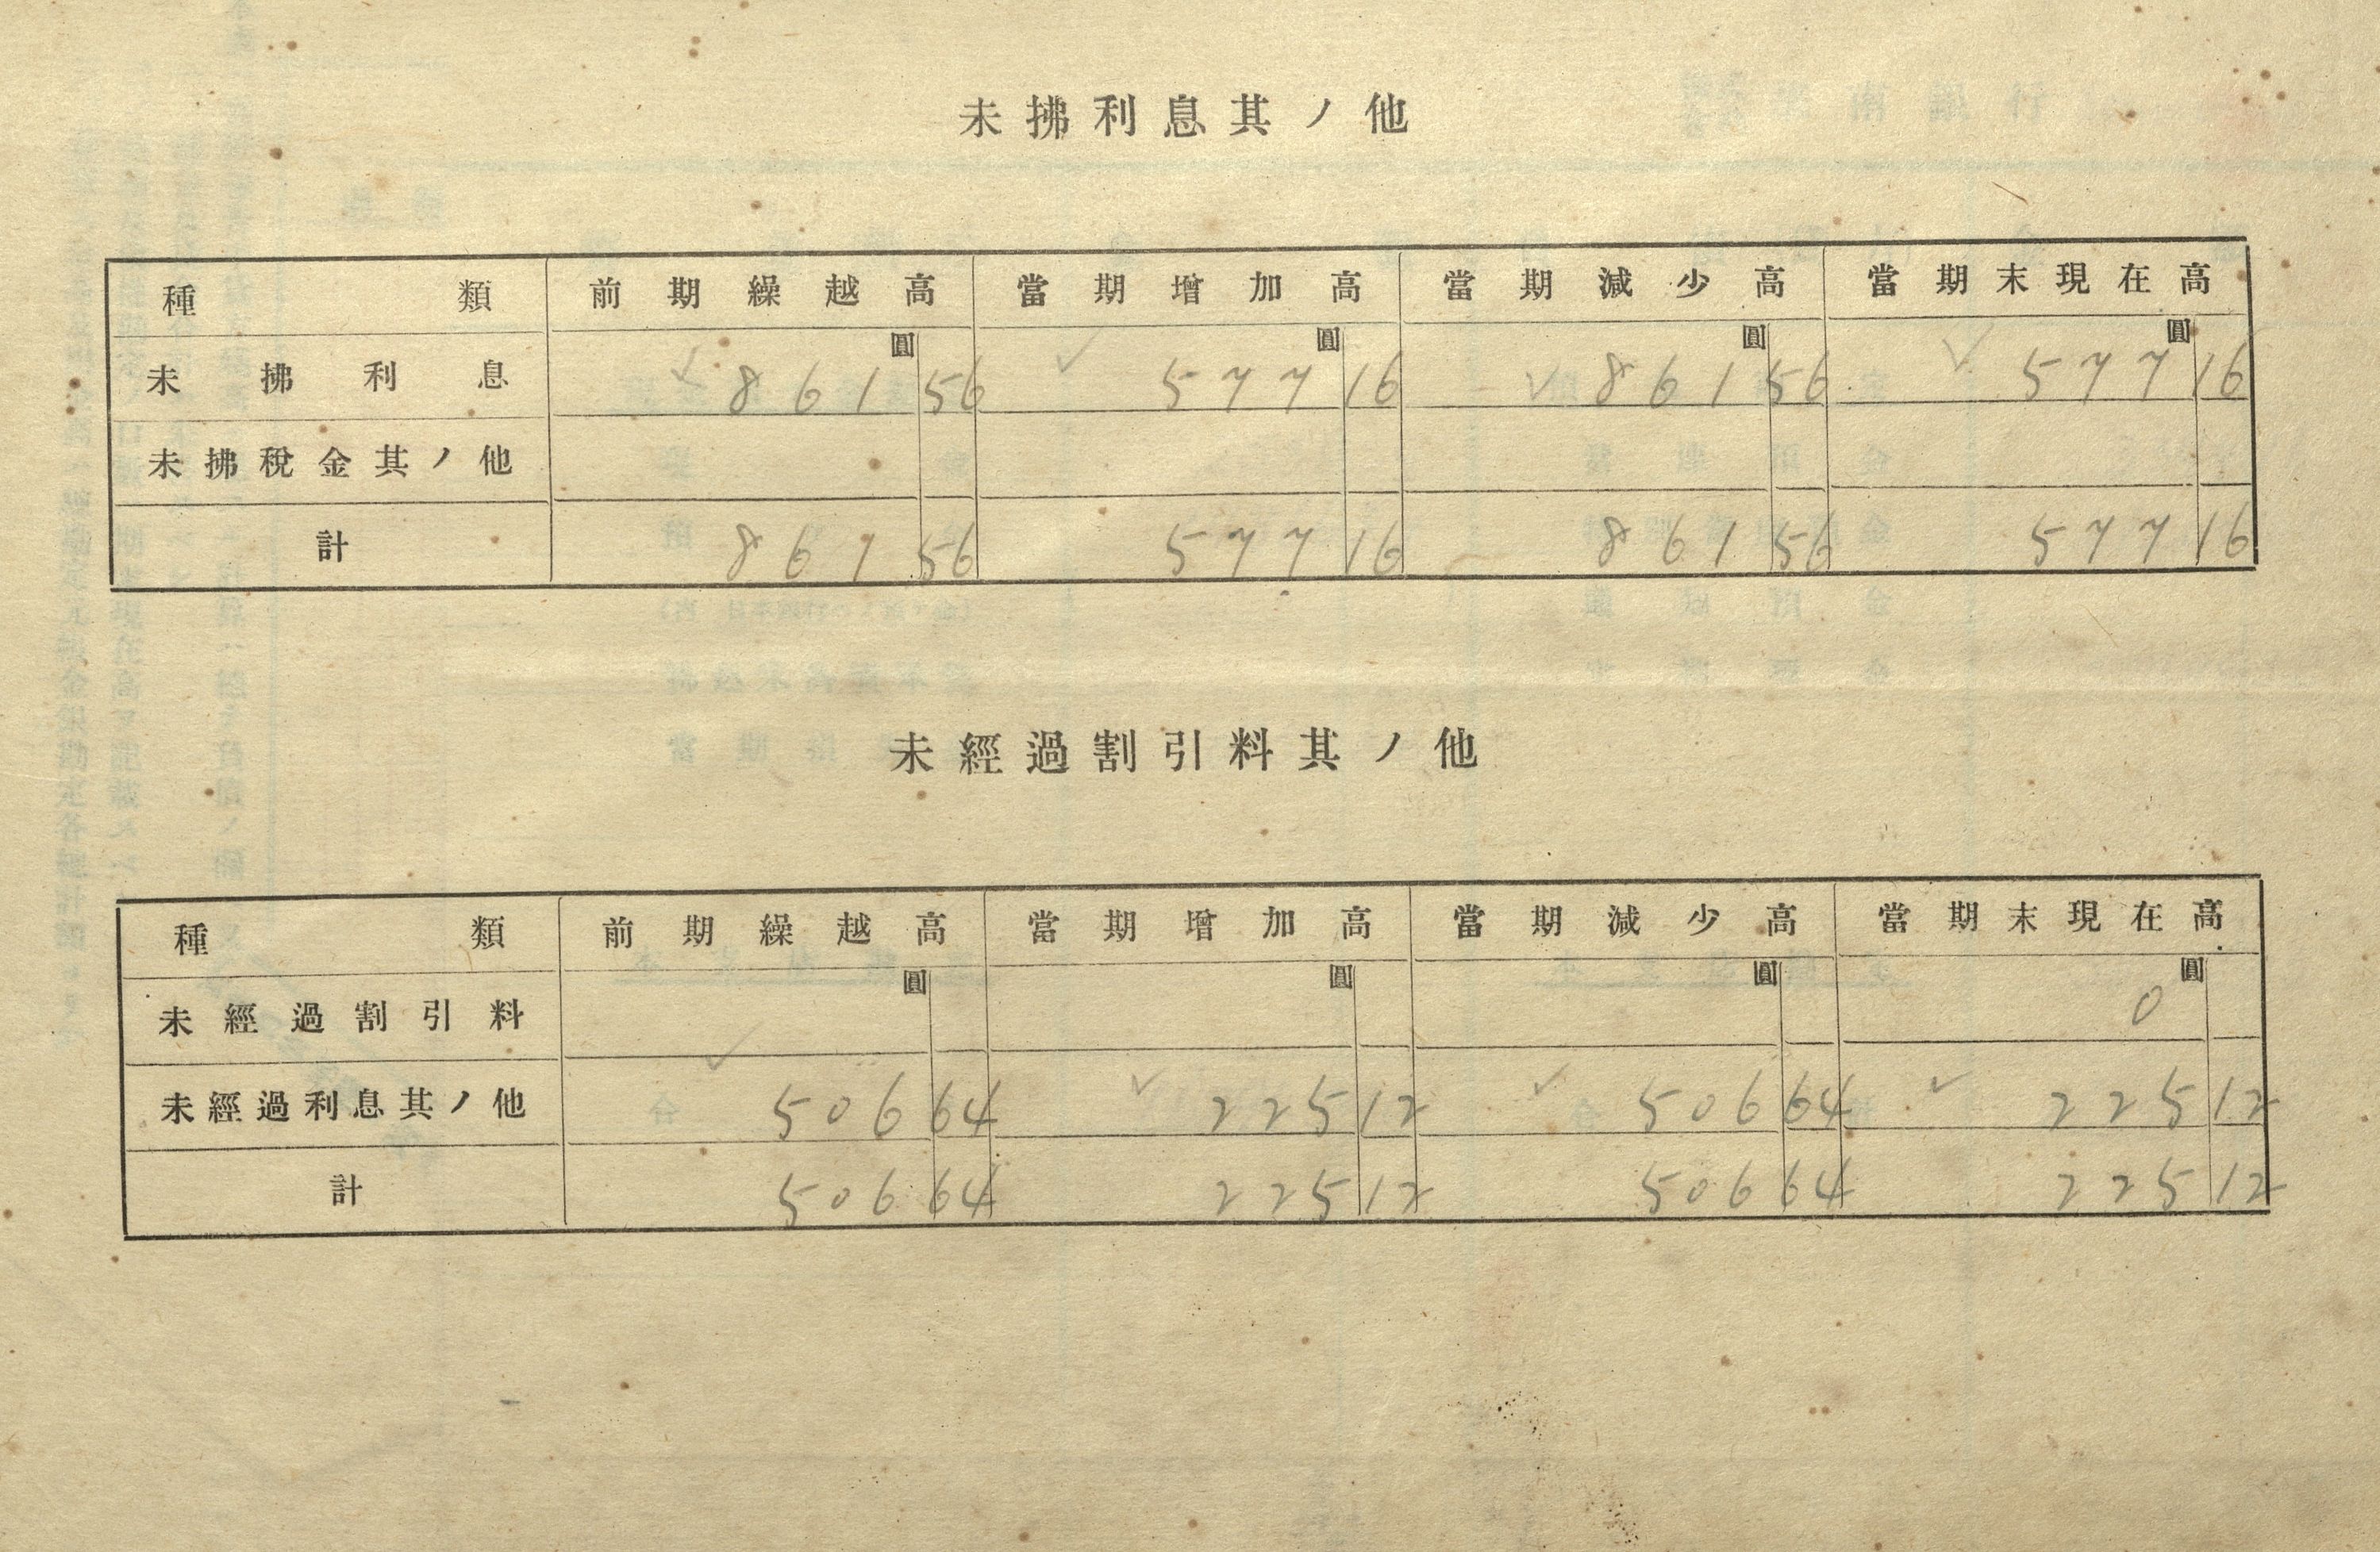 未拂利息其ノ他
種類 前期繰越高 當期增加高 當期減少高 當期末現在高
圓 圓 圓 圓
未拂利息 861 56 577 16 861 56 577 16
未拂稅金其ノ他
計 861 56 577 16 861 56 577 16
未經過割引料其ノ他
種類 前期繰越高 當期增加高 當期減少高 當期末現在高
圓 圓 圓 圓
未經過割引料 0
未經過利息其ノ他 506 64 225 12 506 64 225 12
計 506 64 225 12 506 64 225 12